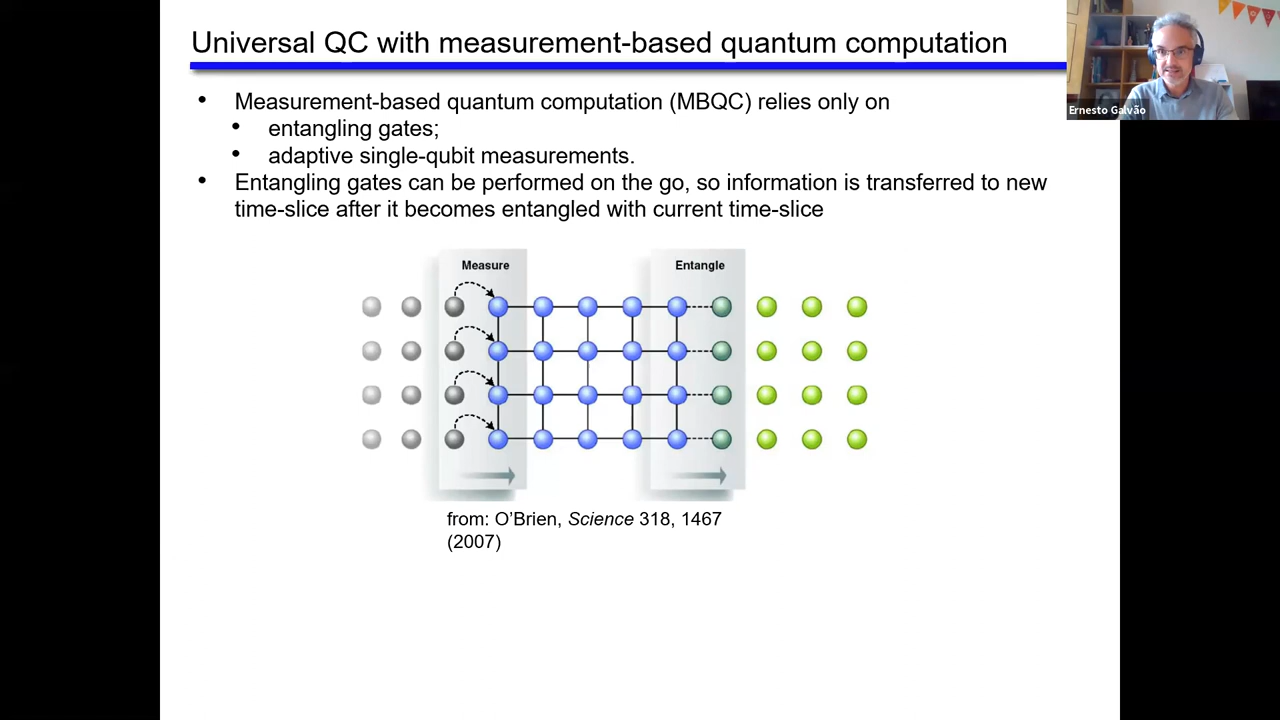 Universal QC with measurement-based quantum computation
Ernesto Galvão
• Measurement-based quantum computation (MBQC) relies only on
• entangling gates;
• adaptive single-qubit measurements.
• Entangling gates can be performed on the go, so information is transferred to new
time-slice after it becomes entangled with current time-slice
Measure
Entangle
from: O’Brien, Science 318, 1467
(2007)